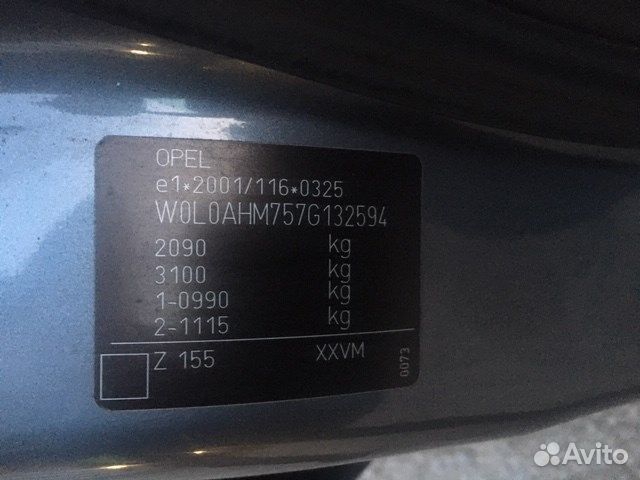 OPEL
e1*2001/116*0325
W0L0AHM757G132594
2090 kg
3100 kg
1-0990 kg
2-1115 kg
Z 155 XXVM
G073
Avito